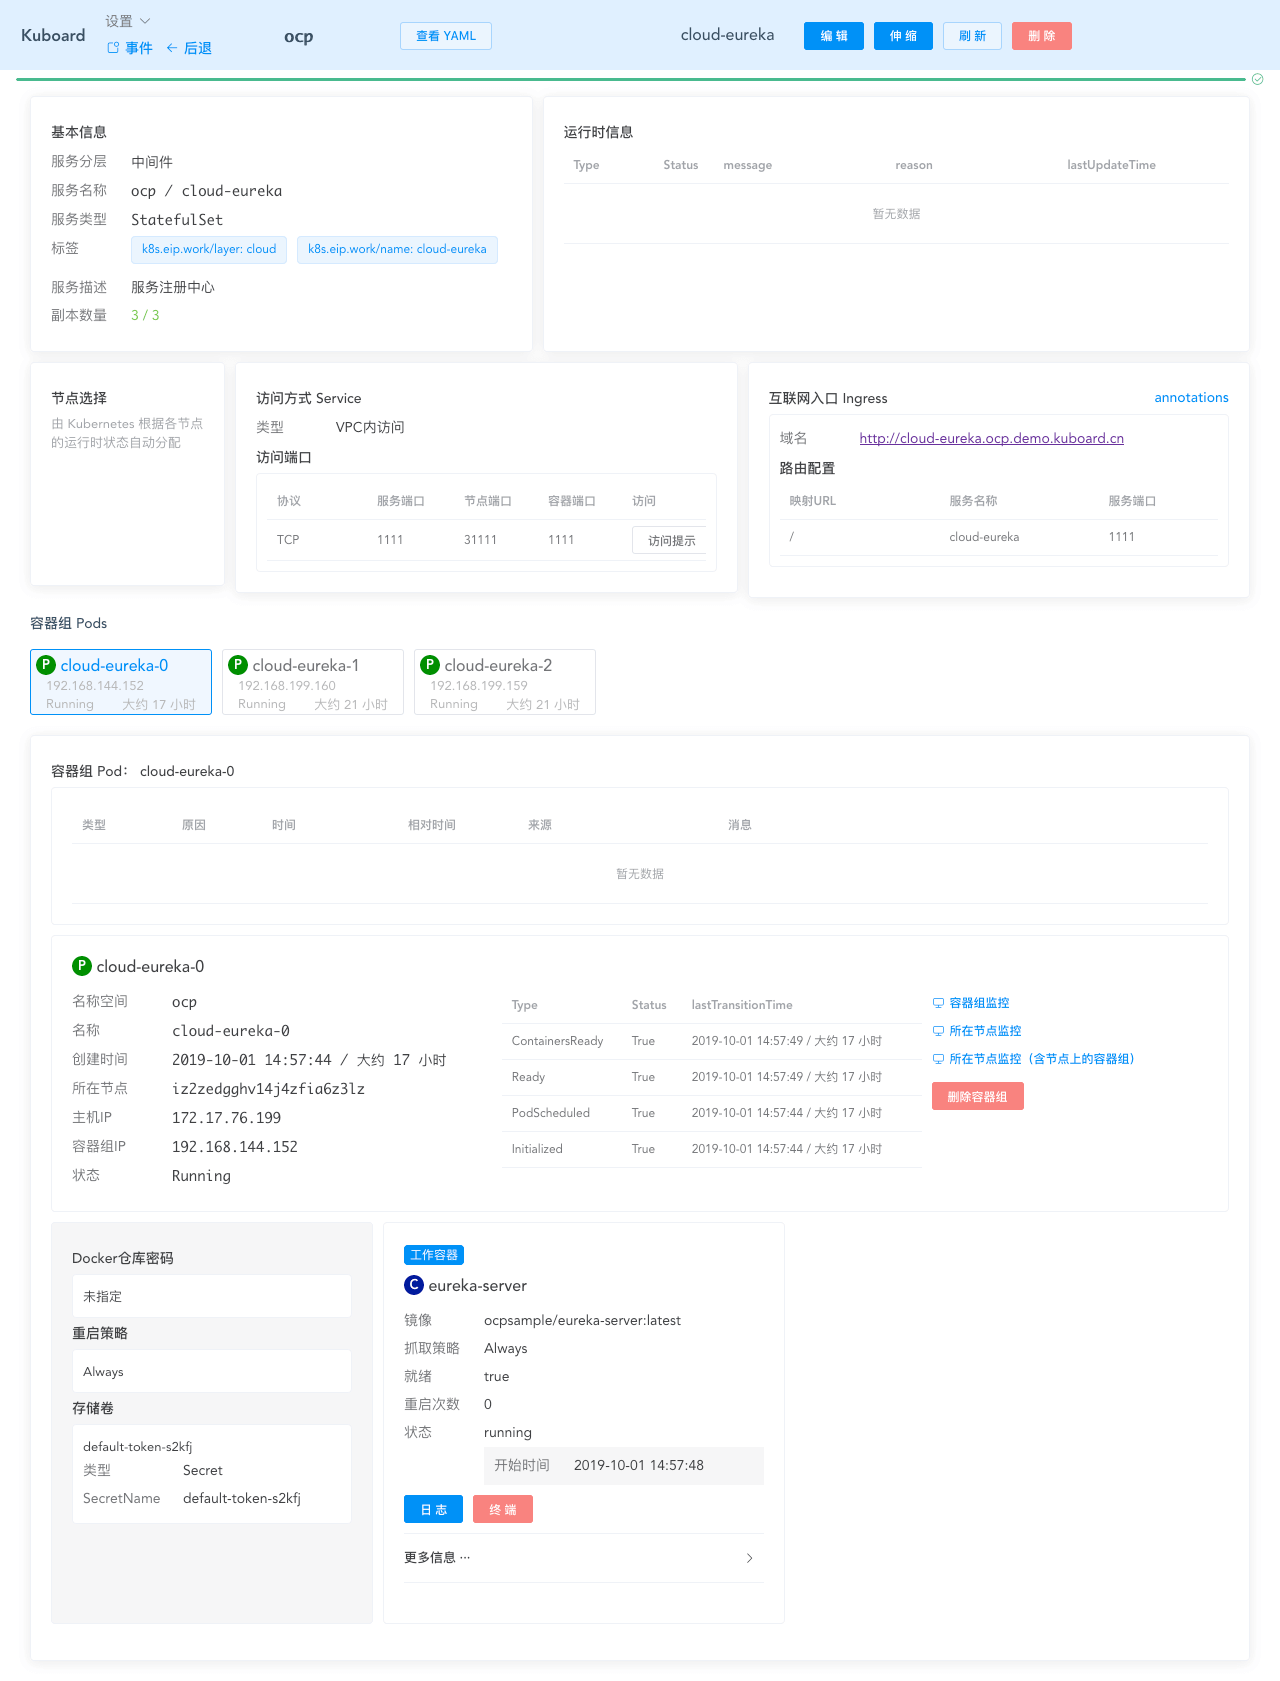 Kuboard
设置
事件 后退
ocp
查看 YAML
cloud-eureka
编 辑
伸 缩
刷 新
删 除
基本信息
服务分层 中间件
服务名称 ocp / cloud-eureka
服务类型 StatefulSet
标签 k8s.eip.work/layer: cloud k8s.eip.work/name: cloud-eureka
服务描述 服务注册中心
副本数量 3 / 3
运行时信息
Type Status message reason lastUpdateTime
暂无数据
节点选择
由 Kubernetes 根据各节点
的运行时状态自动分配
访问方式 Service
类型 VPC内访问
访问端口
协议 服务端口 节点端口 容器端口 访问
TCP 1111 31111 1111 访问提示
互联网入口 Ingress annotations
域名 http://cloud-eureka.ocp.demo.kuboard.cn
路由配置
映射URL 服务名称 服务端口
/ cloud-eureka 1111
容器组 Pods
P cloud-eureka-0
192.168.144.152
Running 大约 17 小时
P cloud-eureka-1
192.168.199.160
Running 大约 21 小时
P cloud-eureka-2
192.168.199.159
Running 大约 21 小时
容器组 Pod: cloud-eureka-0
类型 原因 时间 相对时间 来源 消息
暂无数据
P cloud-eureka-0
名称空间 ocp
名称 cloud-eureka-0
创建时间 2019-10-01 14:57:44 / 大约 17 小时
所在节点 iz2zedgghv14j4zfia6z3lz
主机IP 172.17.76.199
容器组IP 192.168.144.152
状态 Running
Type Status lastTransitionTime
ContainersReady True 2019-10-01 14:57:49 / 大约 17 小时
Ready True 2019-10-01 14:57:49 / 大约 17 小时
PodScheduled True 2019-10-01 14:57:44 / 大约 17 小时
Initialized True 2019-10-01 14:57:44 / 大约 17 小时
容器组监控
所在节点监控
所在节点监控（含节点上的容器组）
删除容器组
Docker仓库密码
未指定
重启策略
Always
存储卷
default-token-s2kfj
类型 Secret
SecretName default-token-s2kfj
工作容器
C eureka-server
镜像 ocpsample/eureka-server:latest
抓取策略 Always
就绪 true
重启次数 0
状态 running
开始时间 2019-10-01 14:57:48
日 志
终 端
更多信息 ···